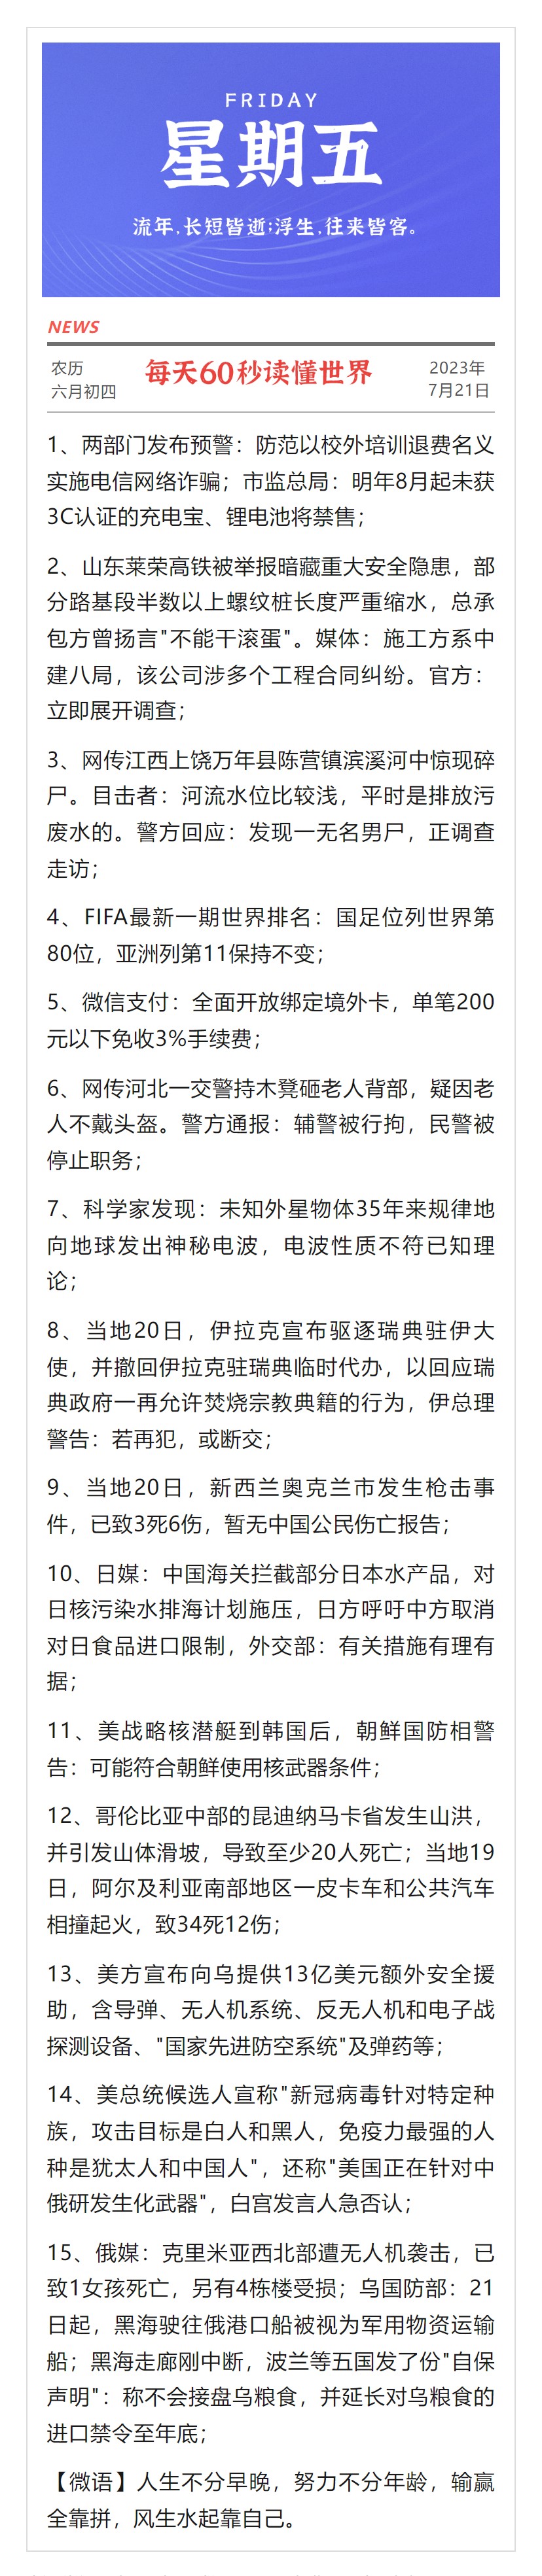 FRIDAY
星期五
流年,长短皆逝;浮生,往来皆客。
NEWS
农历
六月初四
每天60秒读懂世界
2023年
7月21日
1、两部门发布预警：防范以校外培训退费名义
实施电信网络诈骗；市监总局：明年8月起未获
3C认证的充电宝、锂电池将禁售；
2、山东莱荣高铁被举报暗藏重大安全隐患，部
分路基段半数以上螺纹桩长度严重缩水，总承
包方曾扬言"不能干滚蛋"。媒体：施工方系中
建八局，该公司涉多个工程合同纠纷。官方：
立即展开调查；
3、网传江西上饶万年县陈营镇滨溪河中惊现碎
尸。目击者：河流水位比较浅，平时是排放污
废水的。警方回应：发现一无名男尸，正调查
走访；
4、FIFA最新一期世界排名：国足位列世界第
80位，亚洲列第11保持不变；
5、微信支付：全面开放绑定境外卡，单笔200
元以下免收3%手续费；
6、网传河北一交警持木凳砸老人背部，疑因老
人不戴头盔。警方通报：辅警被行拘，民警被
停止职务；
7、科学家发现：未知外星物体35年来规律地
向地球发出神秘电波，电波性质不符已知理
论；
8、当地20日，伊拉克宣布驱逐瑞典驻伊大
使，并撤回伊拉克驻瑞典临时代办，以回应瑞
典政府一再允许焚烧宗教典籍的行为，伊总理
警告：若再犯，或断交；
9、当地20日，新西兰奥克兰市发生枪击事
件，已致3死6伤，暂无中国公民伤亡报告；
10、日媒：中国海关拦截部分日本水产品，对
日核污染水排海计划施压，日方呼吁中方取消
对日食品进口限制，外交部：有关措施有理有
据；
11、美战略核潜艇到韩国后，朝鲜国防相警
告：可能符合朝鲜使用核武器条件；
12、哥伦比亚中部的昆迪纳马卡省发生山洪，
并引发山体滑坡，导致至少20人死亡；当地19
日，阿尔及利亚南部地区一皮卡车和公共汽车
相撞起火，致34死12伤；
13、美方宣布向乌提供13亿美元额外安全援
助，含导弹、无人机系统、反无人机和电子战
探测设备、"国家先进防空系统"及弹药等；
14、美总统候选人宣称"新冠病毒针对特定种
族，攻击目标是白人和黑人，免疫力最强的人
种是犹太人和中国人"，还称"美国正在针对中
俄研发生化武器"，白宫发言人急否认；
15、俄媒：克里米亚西北部遭无人机袭击，已
致1女孩死亡，另有4栋楼受损；乌国防部：21
日起，黑海驶往俄港口船被视为军用物资运输
船；黑海走廊刚中断，波兰等五国发了份"自保
声明"：称不会接盘乌粮食，并延长对乌粮食的
进口禁令至年底；
【微语】人生不分早晚，努力不分年龄，输赢
全靠拼，风生水起靠自己。